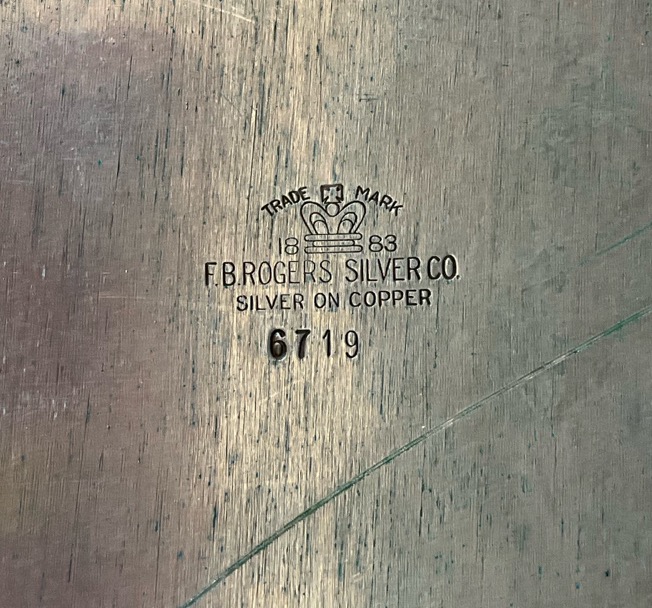 TRADE MARK
18 83
F.B.ROGERS SILVER CO.
SILVER ON COPPER
6719